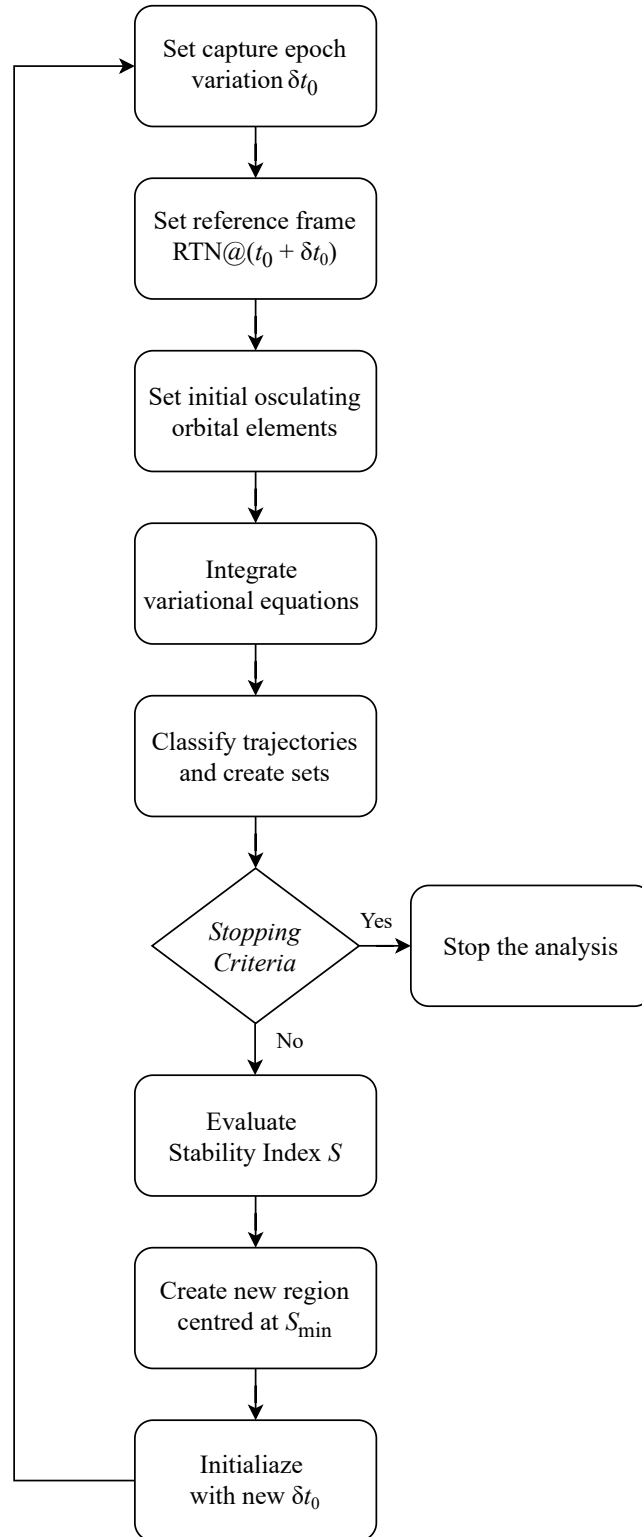 Set capture epoch
variation δt₀
Set reference frame
RTN@(t₀ + δt₀)
Set initial osculating
orbital elements
Integrate
variational equations
Classify trajectories
and create sets
Stopping
Criteria
Yes
Stop the analysis
No
Evaluate
Stability Index S
Create new region
centred at Smin
Initialiaze
with new δt₀